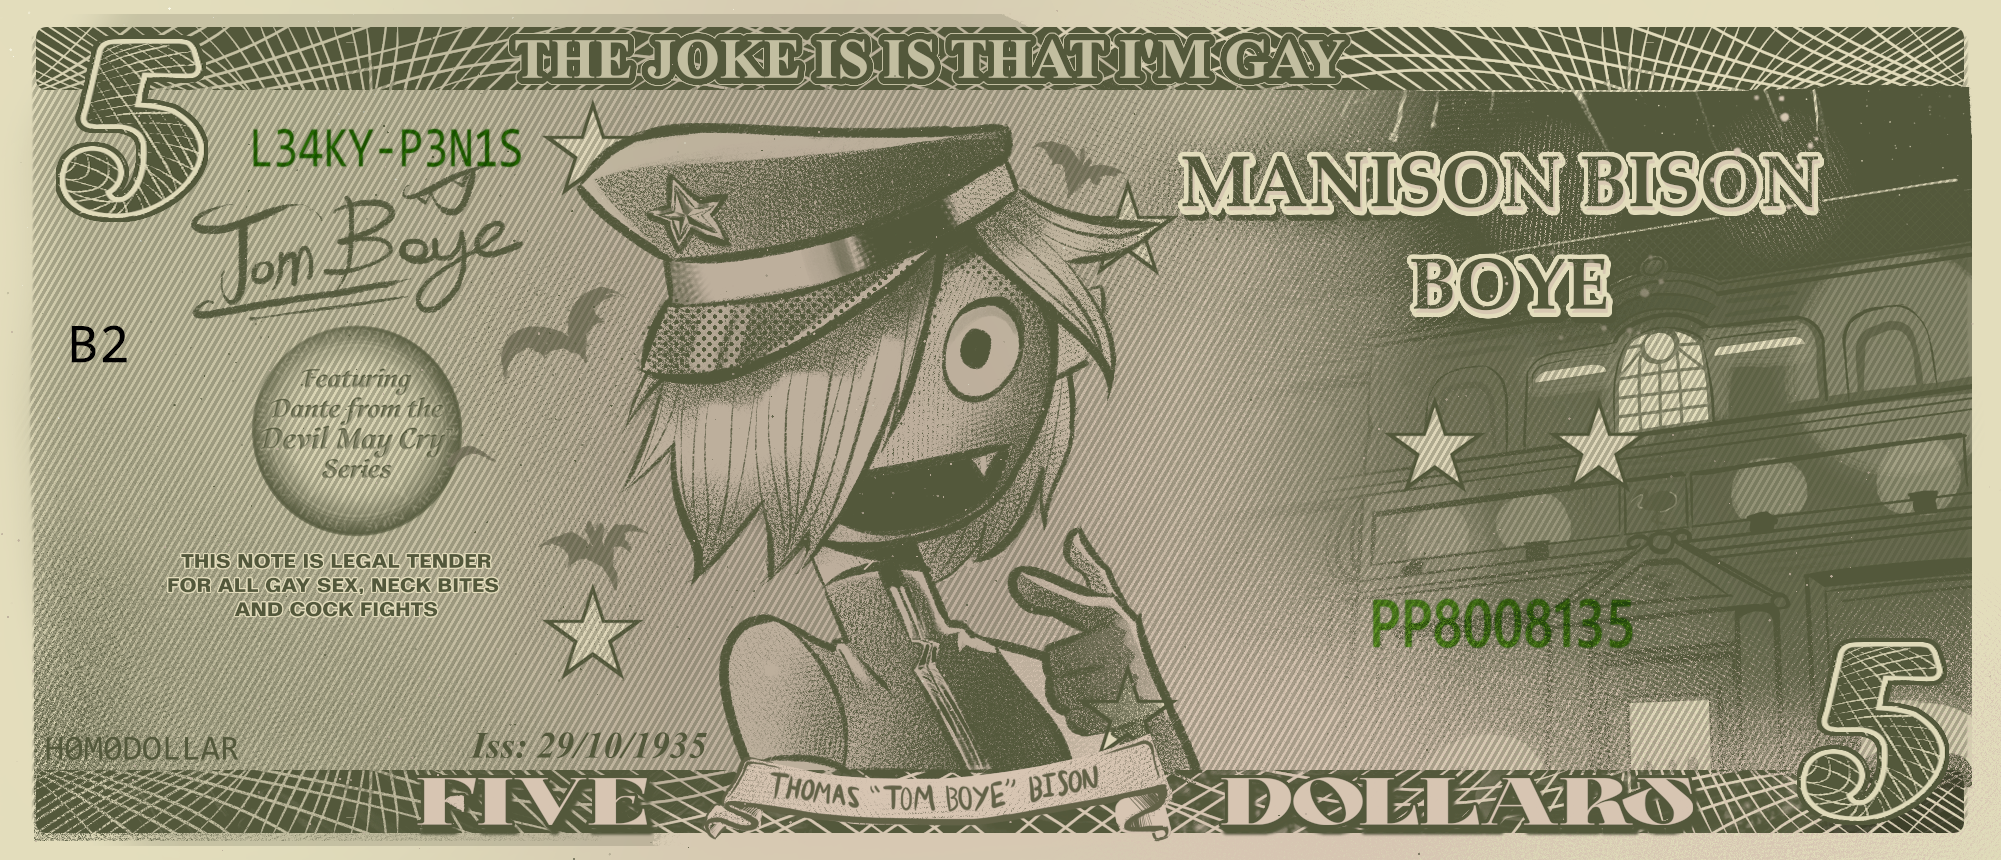 THE JOKE IS IS THAT I'M GAY
5
L34KY-P3N1S
Tom Boye
MANISON BISON
BOYE
B2
Featuring
Dante from the
Devil May Cry™
Series
THIS NOTE IS LEGAL TENDER
FOR ALL GAY SEX, NECK BITES
AND COCK FIGHTS
PP8008135
H0M0DOLLAR
Iss: 29/10/1935
FIVE
THOMAS "TOM BOYE" BISON
DOLLARS
5